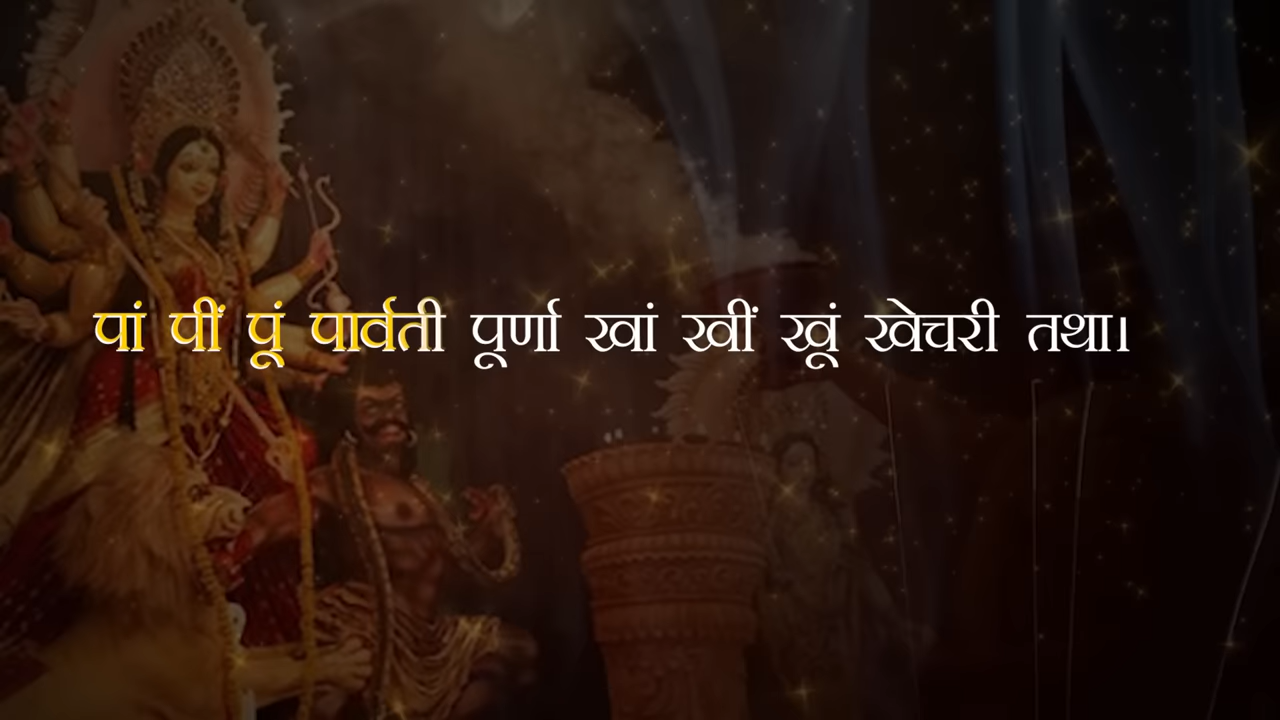 पां पीं पूं पार्वती पूर्णा खां खीं खूं खेचरी तथा।